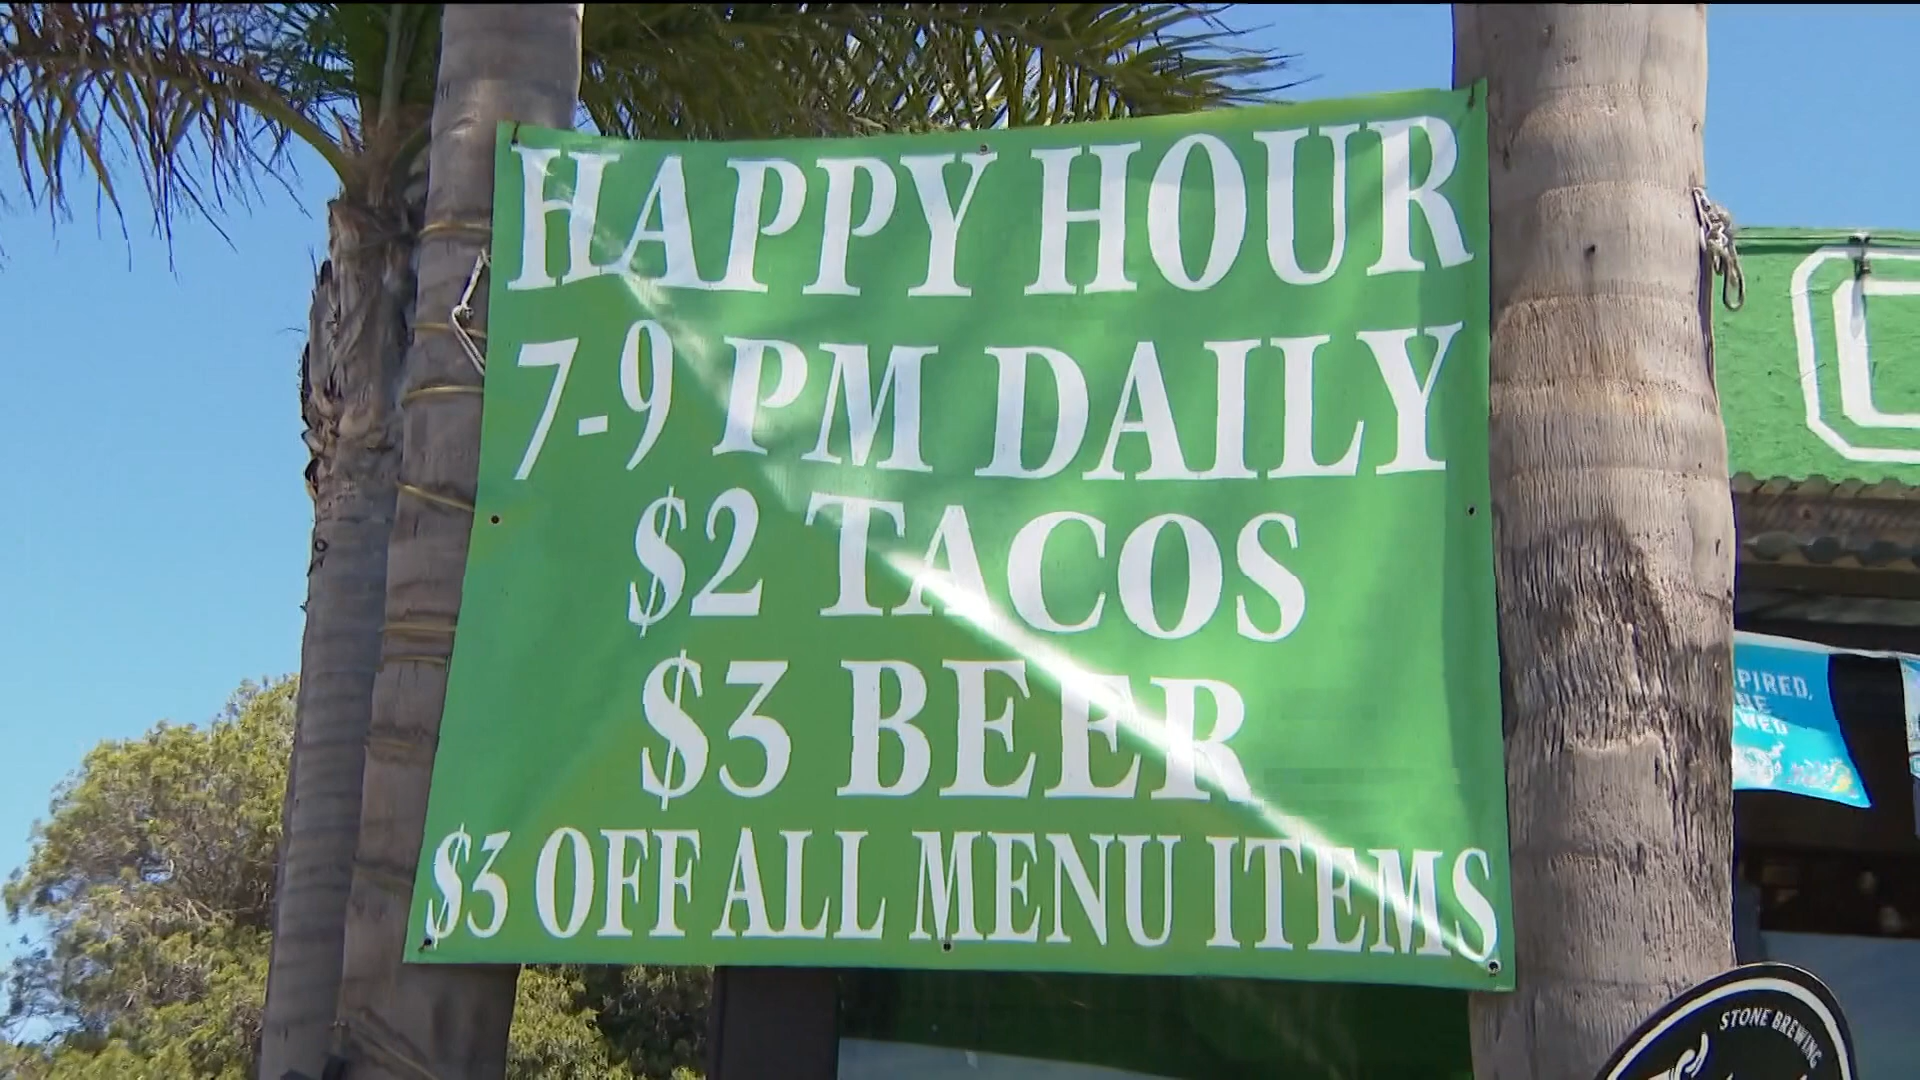 HAPPY HOUR
7-9 PM DAILY
$2 TACOS
$3 BEER
$3 OFF ALL MENU ITEMS
STONE BREWING